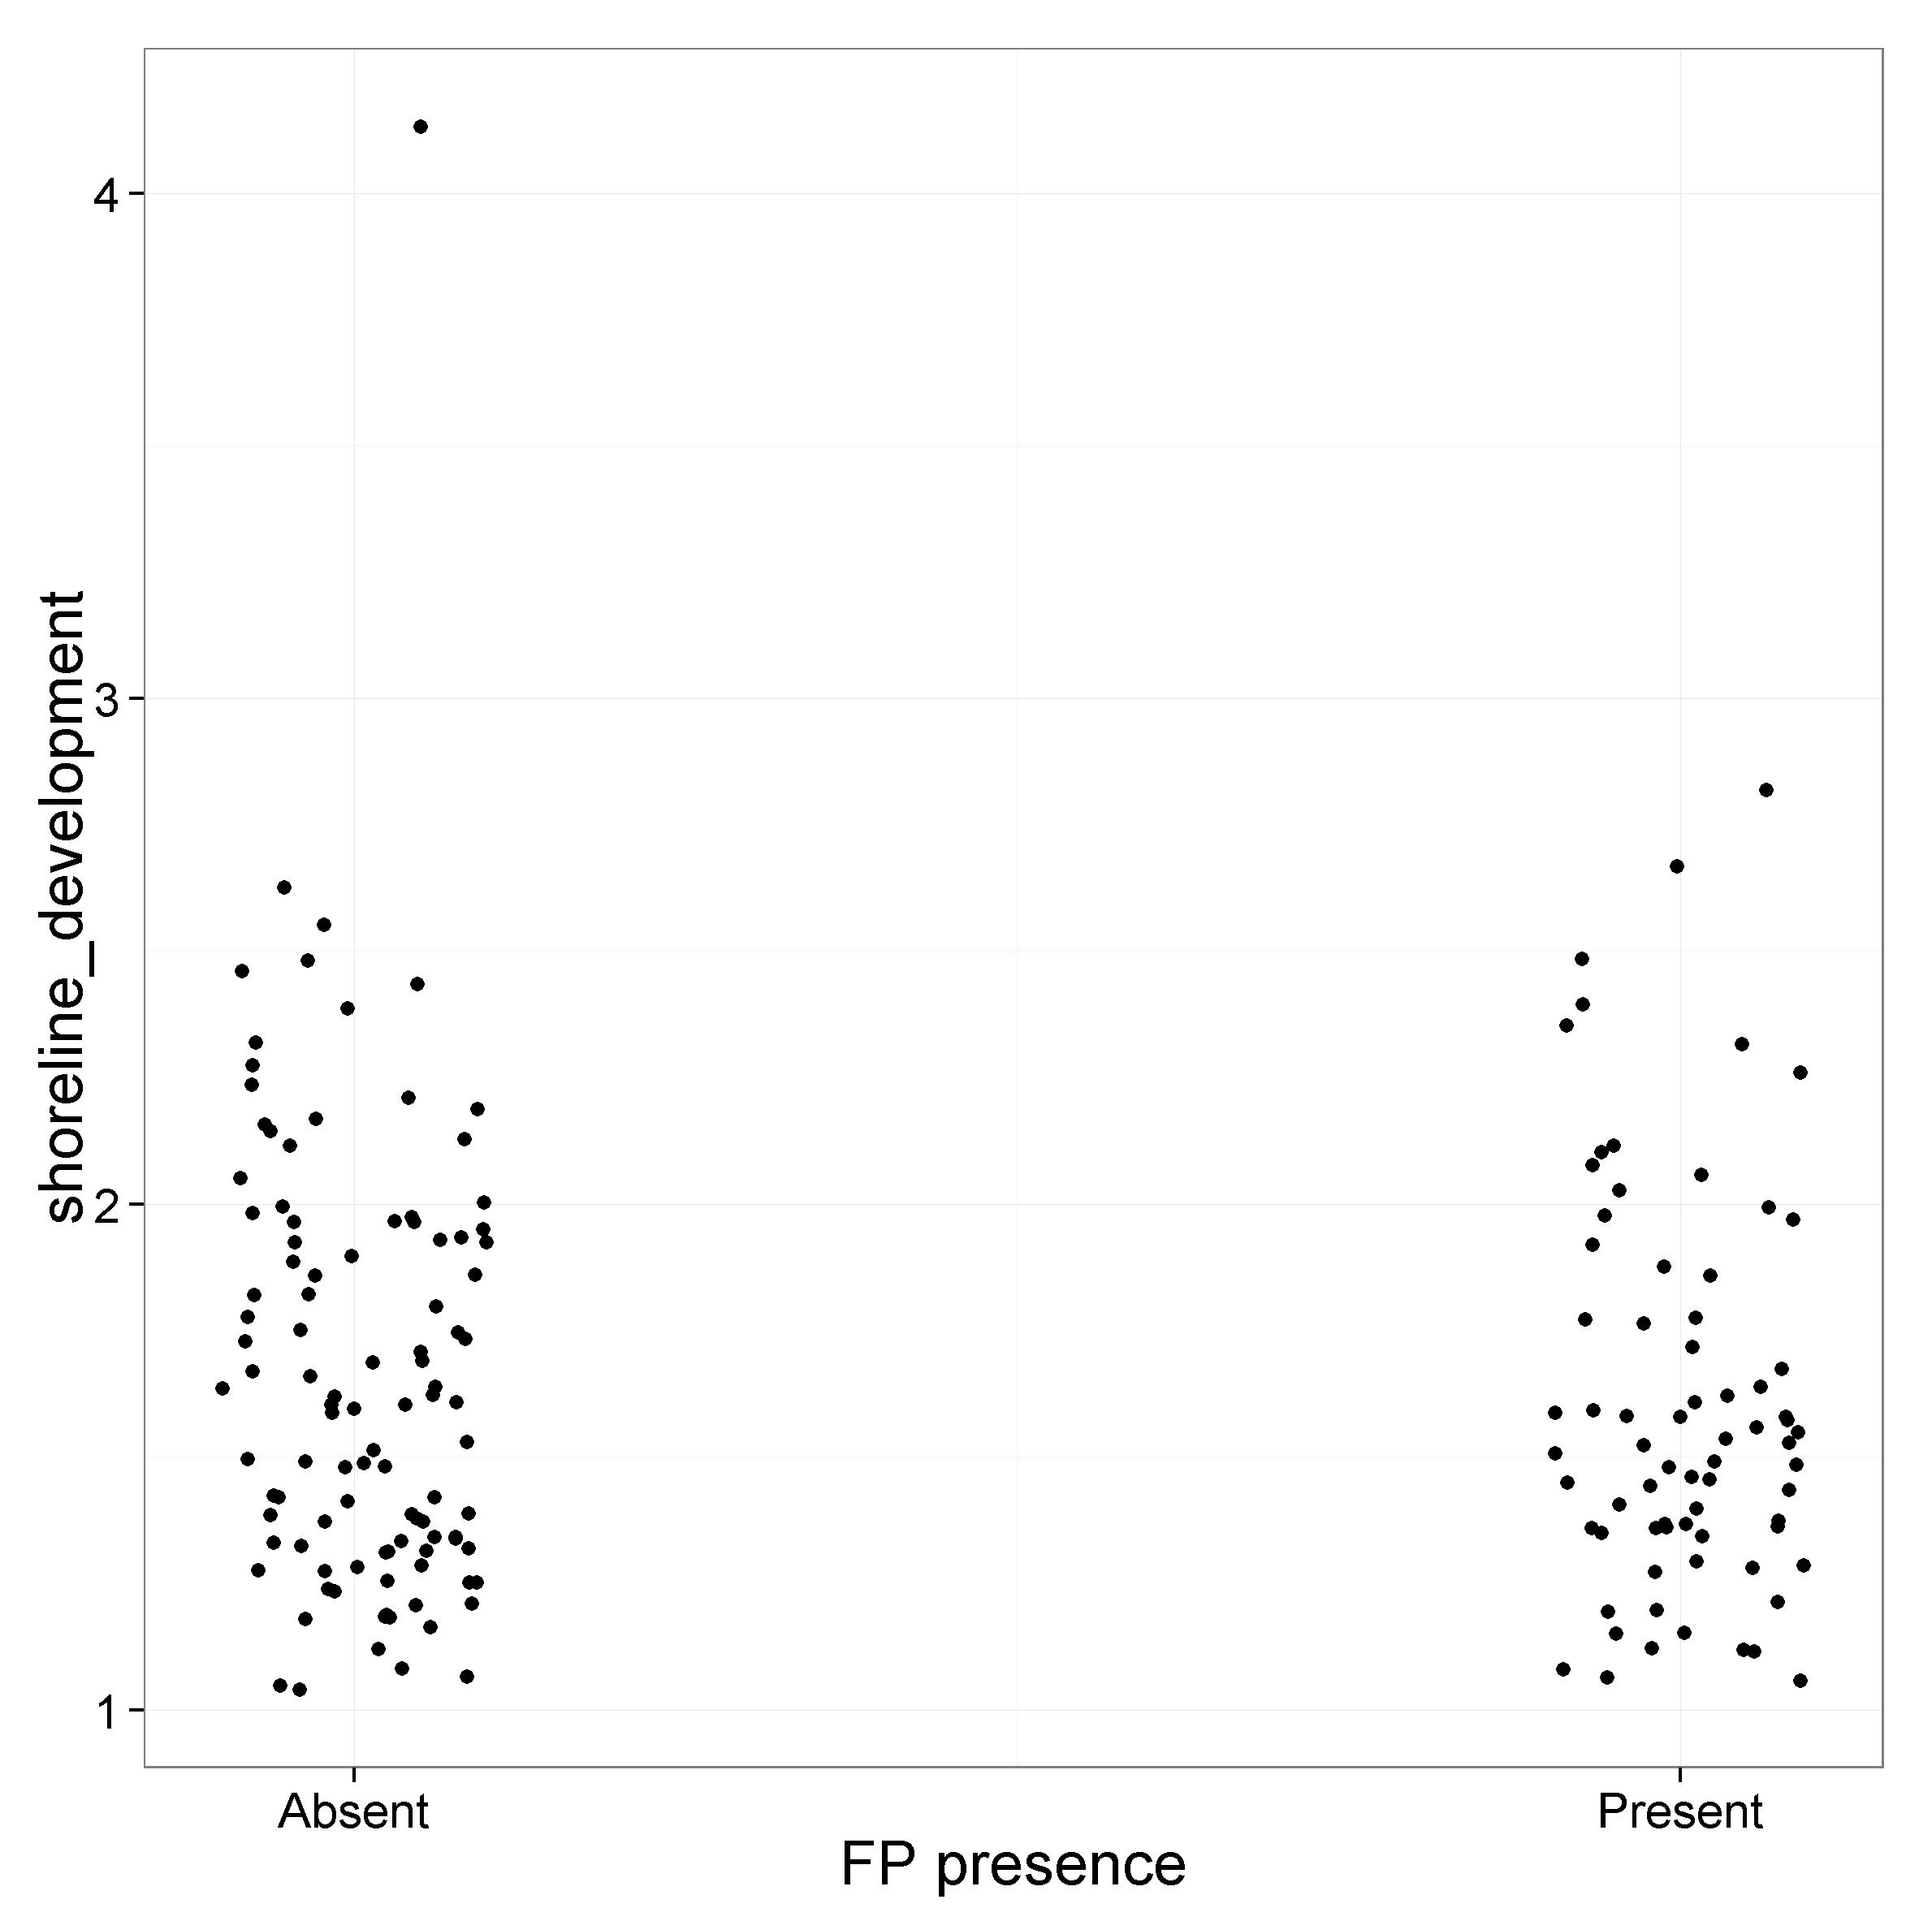 shoreline_development
4
3
2
1
Absent
Present
FP presence